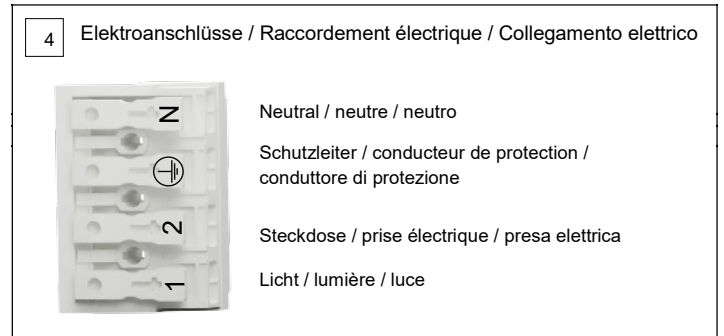 4
Elektroanschlüsse / Raccordement électrique / Collegamento elettrico
N
Neutral / neutre / neutro
Schutzleiter / conducteur de protection /
conduttore di protezione
2
Steckdose / prise électrique / presa elettrica
1
Licht / lumière / luce